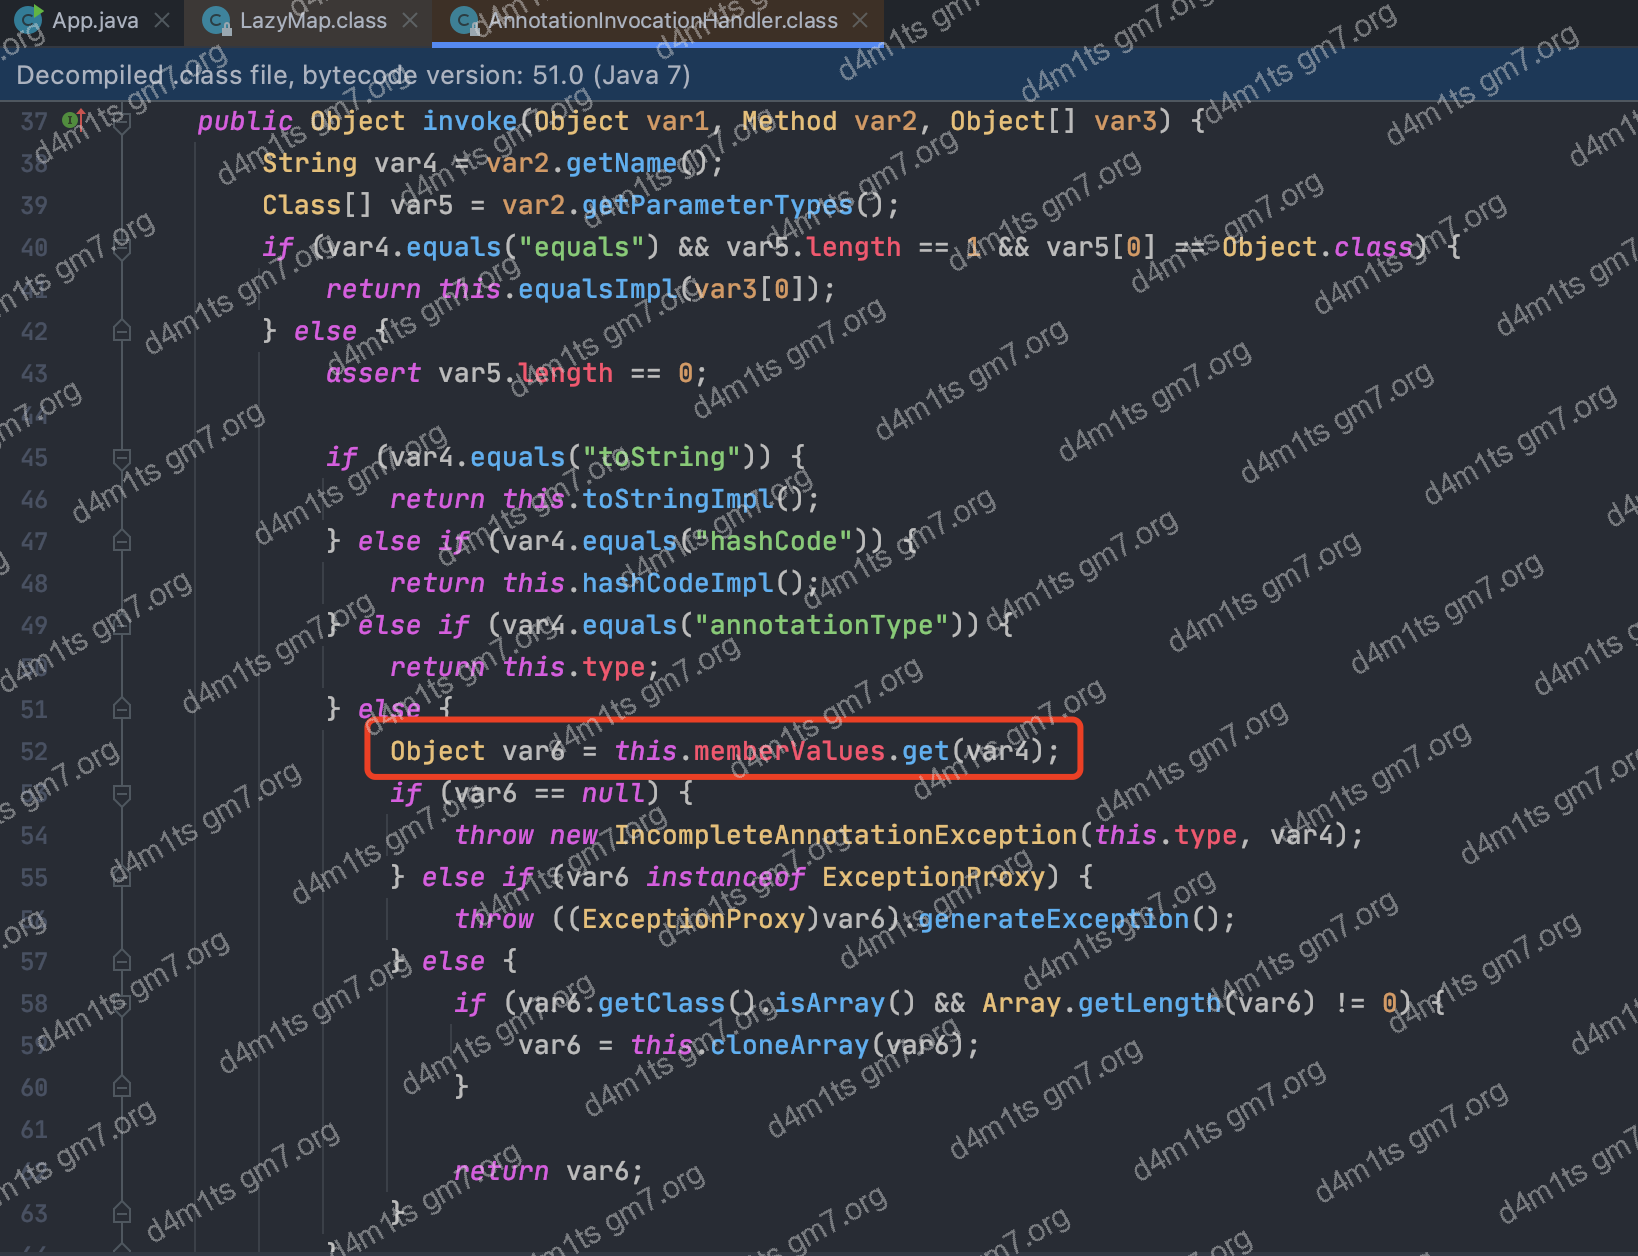 App.java
LazyMap.class
AnnotationInvocationHandler.class
Decompiled .class file, bytecode version: 51.0 (Java 7)
37 public Object invoke(Object var1, Method var2, Object[] var3) {
38 String var4 = var2.getName();
39 Class[] var5 = var2.getParameterTypes();
40 if (var4.equals("equals") && var5.length == 1 && var5[0] == Object.class) {
41 return this.equalsImpl(var3[0]);
42 } else {
43 assert var5.length == 0;
44
45 if (var4.equals("toString")) {
46 return this.toStringImpl();
47 } else if (var4.equals("hashCode")) {
48 return this.hashCodeImpl();
49 } else if (var4.equals("annotationType")) {
50 return this.type;
51 } else {
52 Object var6 = this.memberValues.get(var4);
53 if (var6 == null) {
54 throw new IncompleteAnnotationException(this.type, var4);
55 } else if (var6 instanceof ExceptionProxy) {
56 throw ((ExceptionProxy)var6).generateException();
57 } else {
58 if (var6.getClass().isArray() && Array.getLength(var6) != 0) {
59 var6 = this.cloneArray(var6);
60 }
61
62 return var6;
63 }
64 }
d4m1ts gm7.org